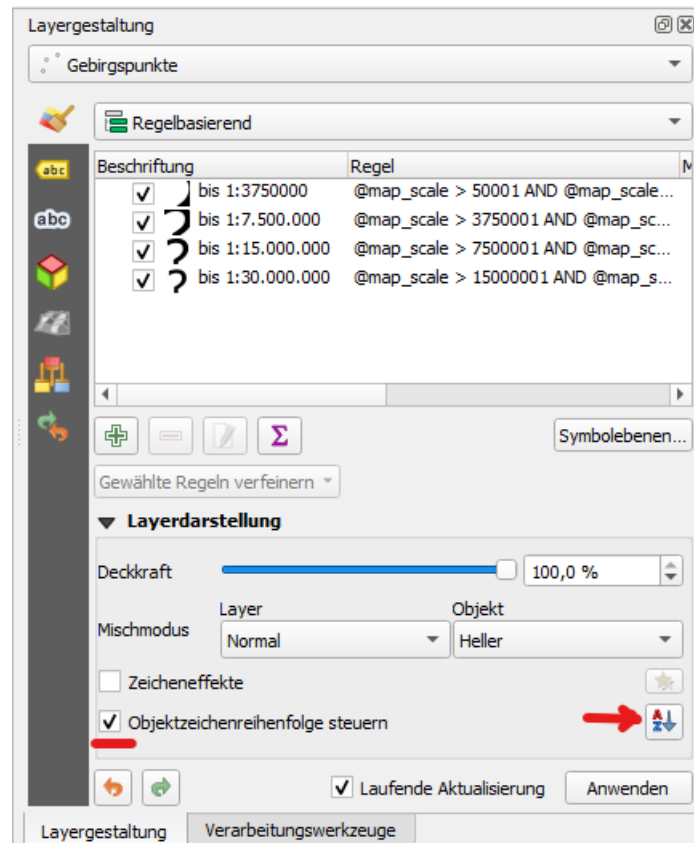 Layergestaltung
Gebirgspunkte
Regelbasierend
abc
abc
Beschriftung Regel
bis 1:3750000 @map_scale > 50001 AND @map_scale...
bis 1:7.500.000 @map_scale > 3750001 AND @map_sc...
bis 1:15.000.000 @map_scale > 7500001 AND @map_sc...
bis 1:30.000.000 @map_scale > 15000001 AND @map_s...
Σ
Symbolebenen...
Gewählte Regeln verfeinern
Layerdarstellung
Deckkraft 100,0 %
Layer Objekt
Mischmodus Normal Heller
Zeicheneffekte
Objektzeichenreihenfolge steuern
A
Z
Laufende Aktualisierung Anwenden
Layergestaltung Verarbeitungswerkzeuge